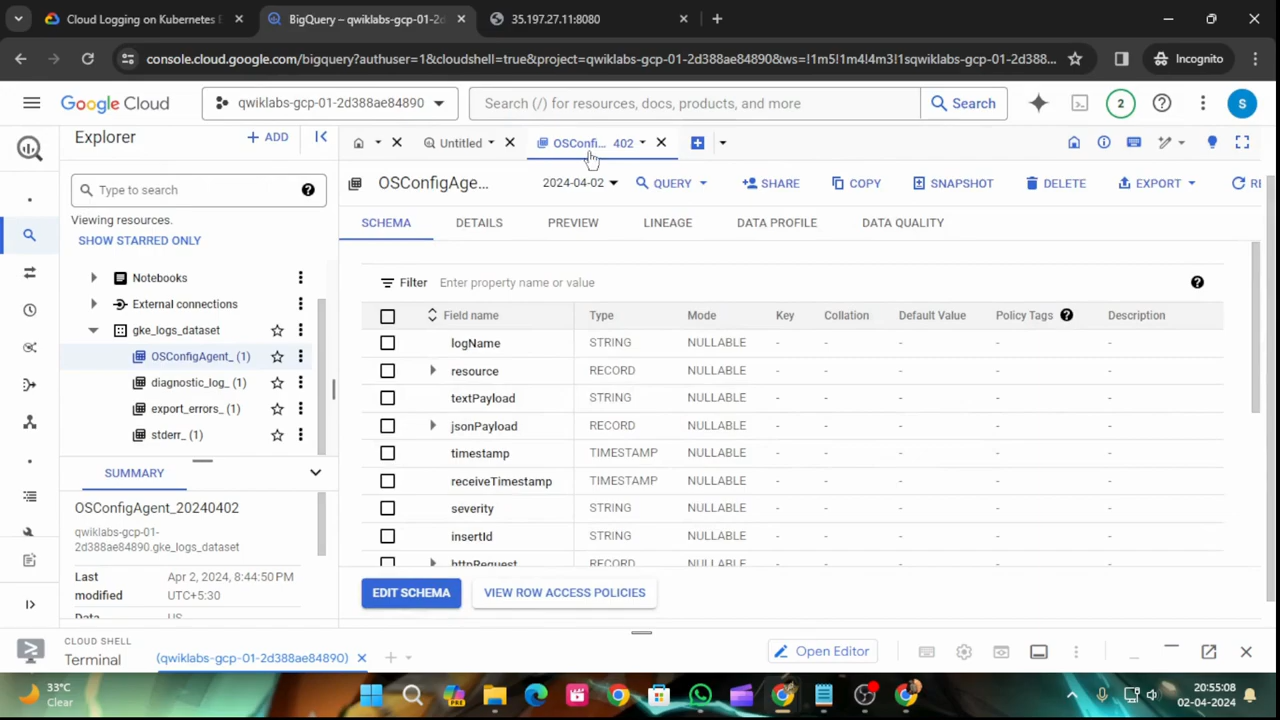 Cloud Logging on Kubernetes E
BigQuery – qwiklabs-gcp-01-2d
35.197.27.11:8080
console.cloud.google.com/bigquery?authuser=1&cloudshell=true&project=qwiklabs-gcp-01-2d388ae84890&ws=!1m5!1m4!4m3!1sqwiklabs-gcp-01-2d388...
Incognito
Google Cloud
qwiklabs-gcp-01-2d388ae84890
Search (/) for resources, docs, products, and more
Search
2
S
Explorer
+ ADD
Untitled
OSConfi... 402
Type to search
OSConfigAge...
2024-04-02
QUERY
SHARE
COPY
SNAPSHOT
DELETE
EXPORT
RE
Viewing resources.
SHOW STARRED ONLY
SCHEMA
DETAILS
PREVIEW
LINEAGE
DATA PROFILE
DATA QUALITY
Notebooks
External connections
gke_logs_dataset
OSConfigAgent_ (1)
diagnostic_log_ (1)
export_errors_ (1)
stderr_ (1)
Filter Enter property name or value
Field name Type Mode Key Collation Default Value Policy Tags Description
logName STRING NULLABLE - - - - -
resource RECORD NULLABLE - - - - -
textPayload STRING NULLABLE - - - - -
jsonPayload RECORD NULLABLE - - - - -
timestamp TIMESTAMP NULLABLE - - - - -
receiveTimestamp TIMESTAMP NULLABLE - - - - -
severity STRING NULLABLE - - - - -
insertId STRING NULLABLE - - - - -
httpRequest RECORD NULLABLE - - - - -
SUMMARY
OSConfigAgent_20240402
qwiklabs-gcp-01-
2d388ae84890.gke_logs_dataset
Last modified
Apr 2, 2024, 8:44:50 PM
UTC+5:30
Data
US
EDIT SCHEMA
VIEW ROW ACCESS POLICIES
CLOUD SHELL
Terminal
(qwiklabs-gcp-01-2d388ae84890)
Open Editor
33°C
Clear
20:55:08
02-04-2024